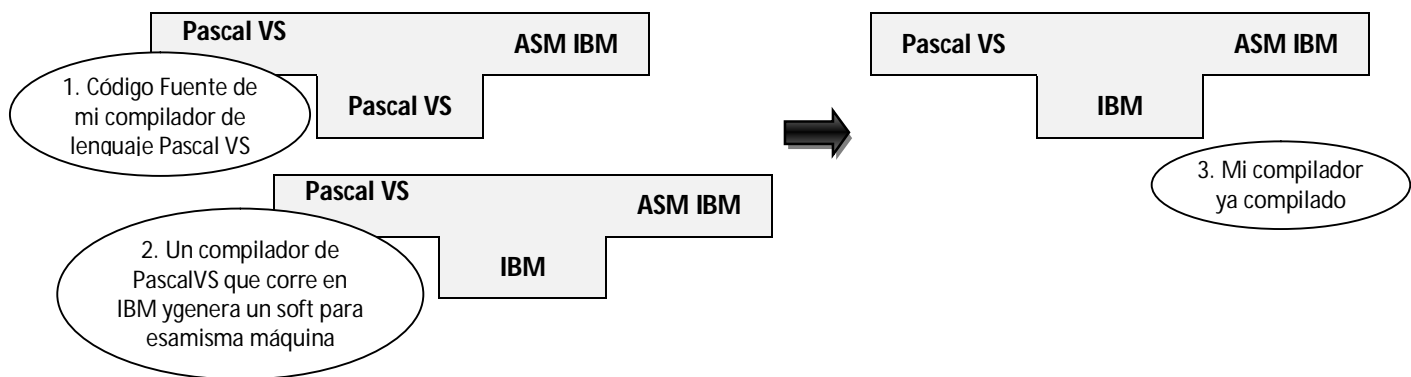 Pascal VS
ASM IBM
1. Código Fuente de
mi compilador de
lenguaje Pascal VS
Pascal VS
Pascal VS
ASM IBM
2. Un compilador de
PascalVS que corre en
IBM ygenera un soft para
esamisma máquina
IBM
Pascal VS
ASM IBM
IBM
3. Mi compilador
ya compilado